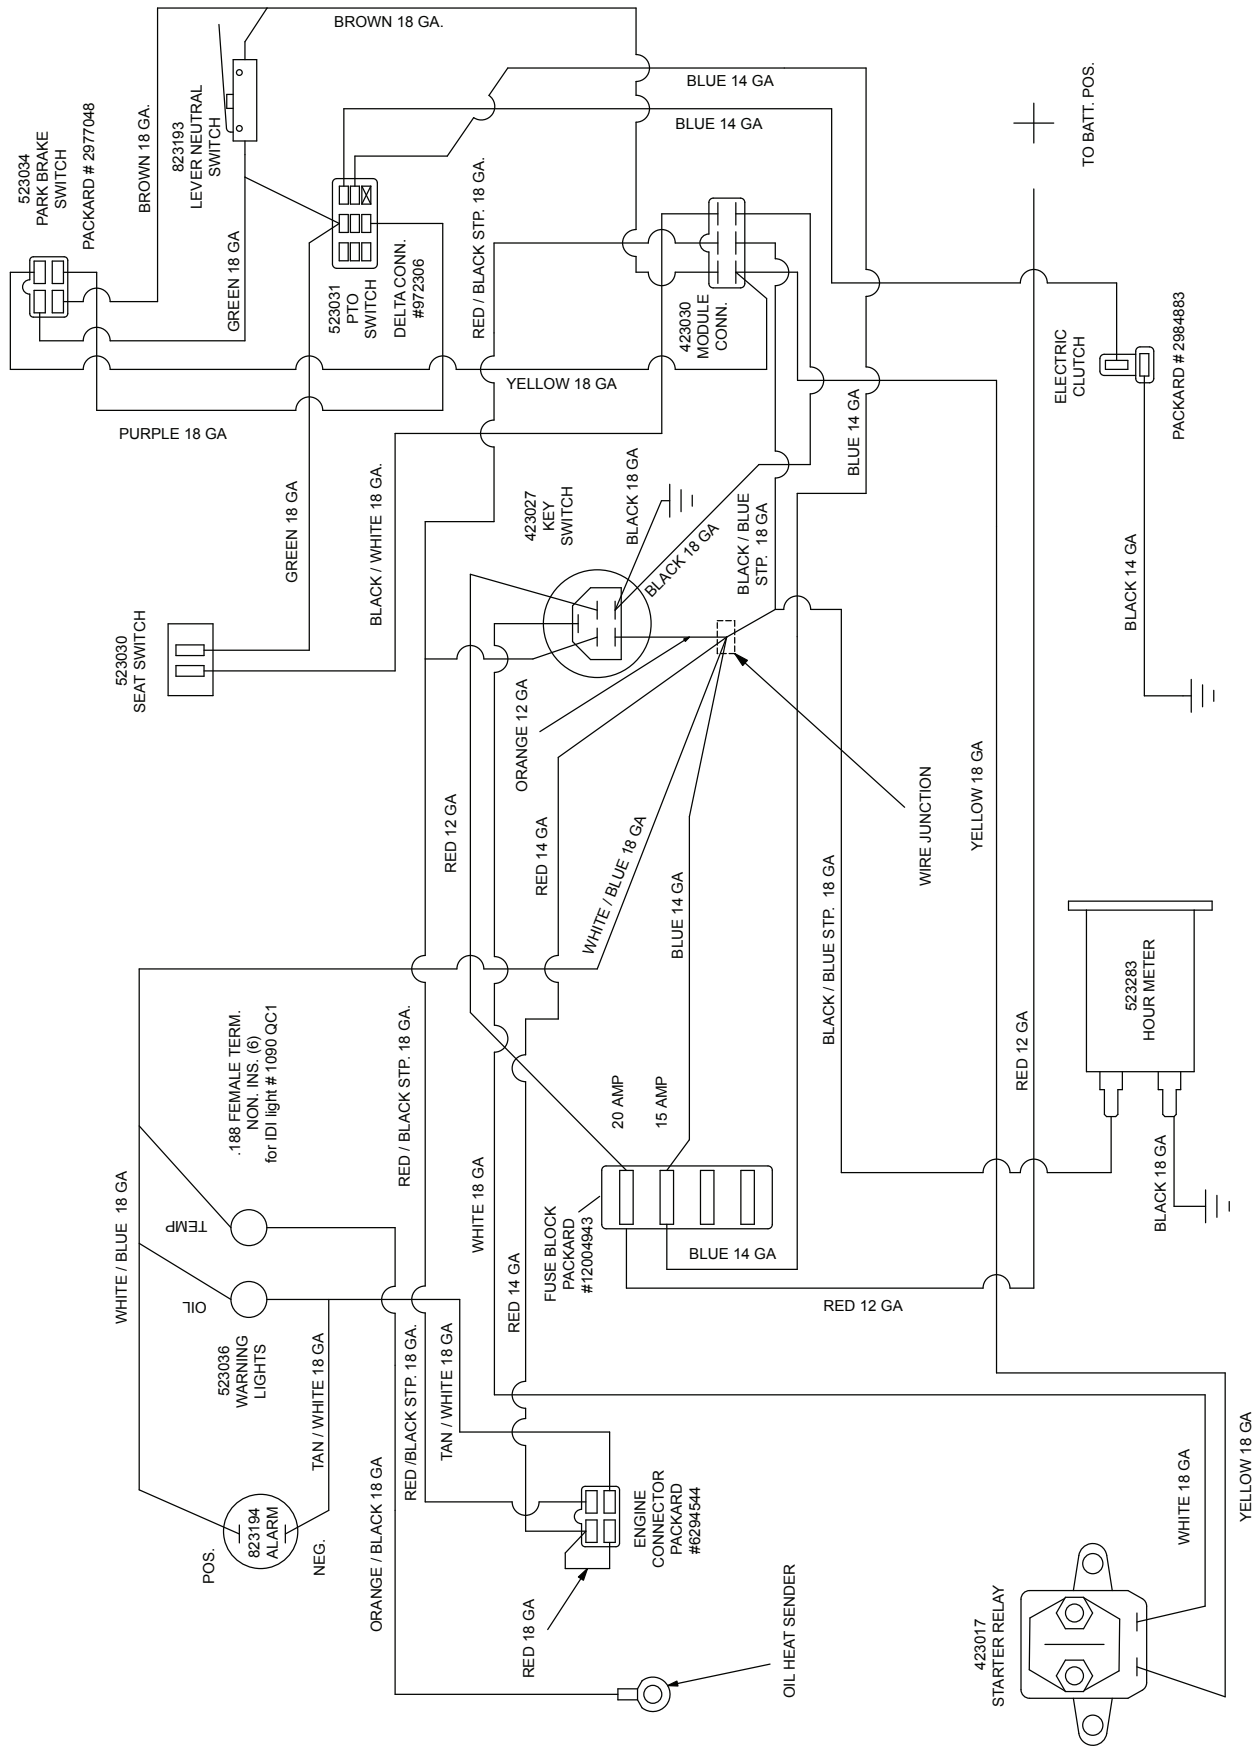 BROWN 18 GA.
BLUE 14 GA
BLUE 14 GA
TO BATT. POS.
523034
PARK BRAKE
SWITCH
PACKARD # 2977048
BROWN 18 GA.
823193
LEVER NEUTRAL
SWITCH
GREEN 18 GA
523031
PTO
SWITCH
DELTA CONN.
#972306
RED / BLACK STP. 18 GA.
423030
MODULE
CONN.
YELLOW 18 GA
PURPLE 18 GA
ELECTRIC
CLUTCH
PACKARD # 2984883
BLUE 14 GA
GREEN 18 GA
BLACK / WHITE 18 GA.
423027
KEY
SWITCH
BLACK 18 GA
BLACK 18 GA
BLACK / BLUE
STP. 18 GA
BLACK 14 GA
523030
SEAT SWITCH
ORANGE 12 GA
RED 12 GA
RED 14 GA
WHITE / BLUE 18 GA
BLUE 14 GA
WIRE JUNCTION
YELLOW 18 GA
BLACK / BLUE STP. 18 GA
523283
HOUR METER
RED 12 GA
.188 FEMALE TERM.
NON. INS. (6)
for IDI light # 1090 QC1
RED / BLACK STP. 18 GA.
20 AMP
15 AMP
WHITE / BLUE 18 GA
TEMP
OIL
WHITE 18 GA
RED 14 GA
FUSE BLOCK
PACKARD
#12004943
BLUE 14 GA
RED 12 GA
BLACK 18 GA
523036
WARNING
LIGHTS
TAN / WHITE 18 GA
RED /BLACK STP. 18 GA.
TAN / WHITE 18 GA
POS.
823194
ALARM
NEG.
ORANGE / BLACK 18 GA
ENGINE
CONNECTOR
PACKARD
#6294544
RED 18 GA
OIL HEAT SENDER
423017
STARTER RELAY
WHITE 18 GA
YELLOW 18 GA